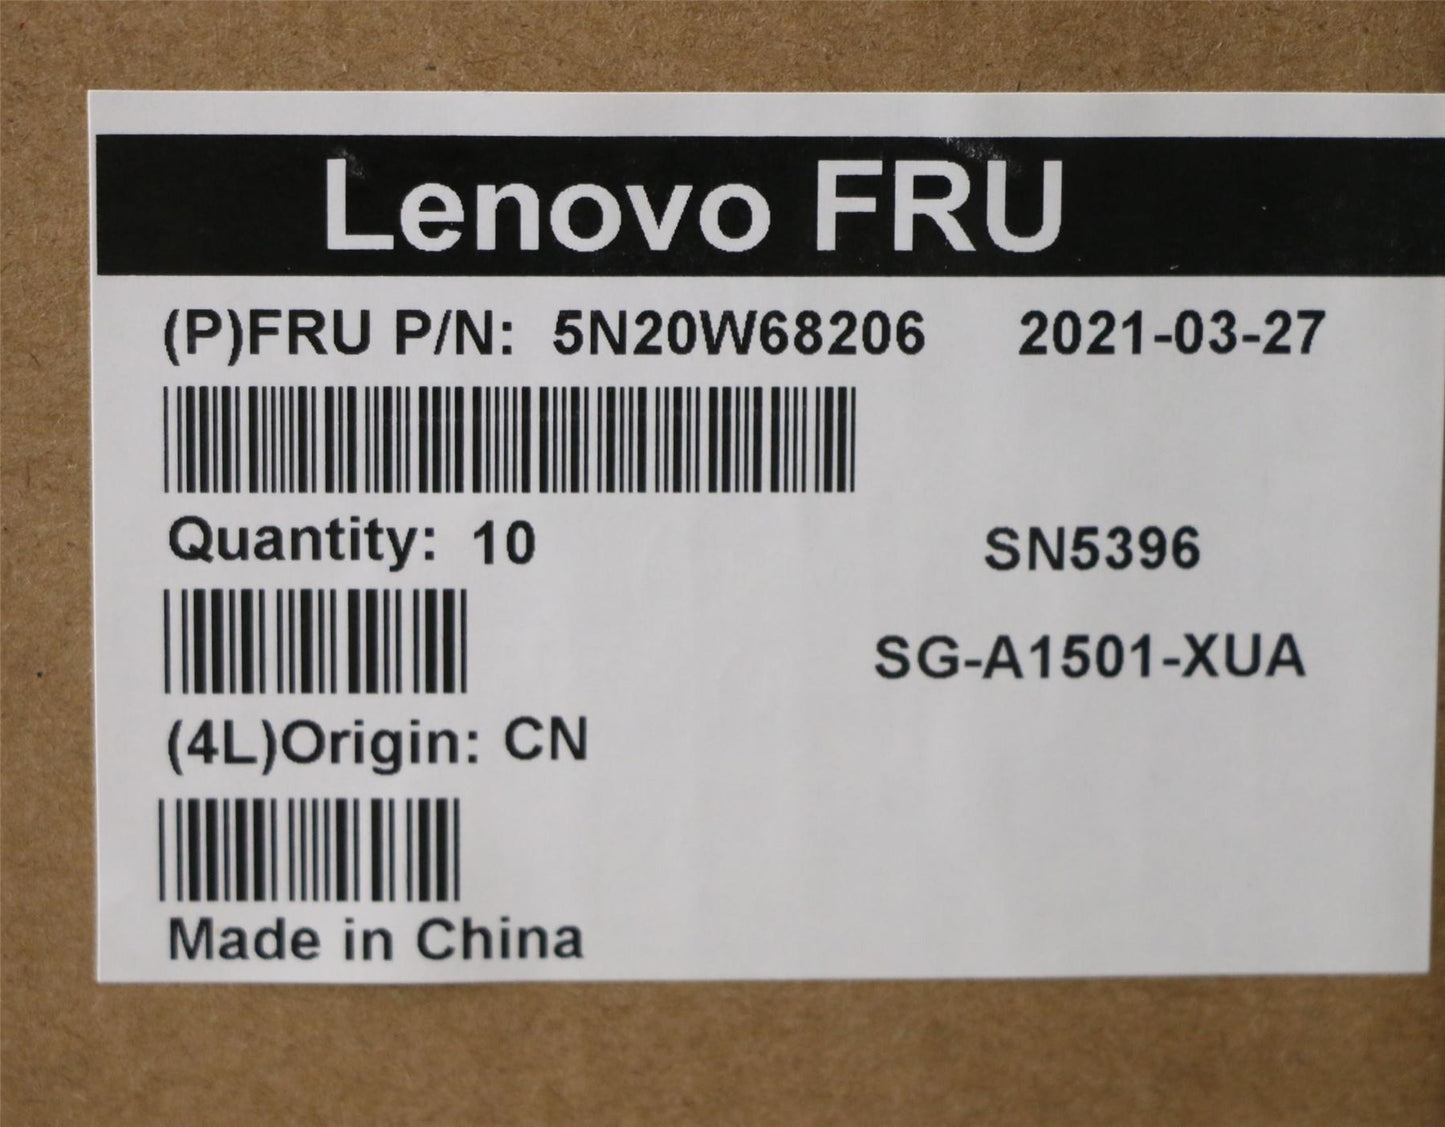 Lenovo FRU
(P)FRU P/N: 5N20W68206 2021-03-27
Quantity: 10
SN5396
SG-A1501-XUA
(4L)Origin: CN
Made in China